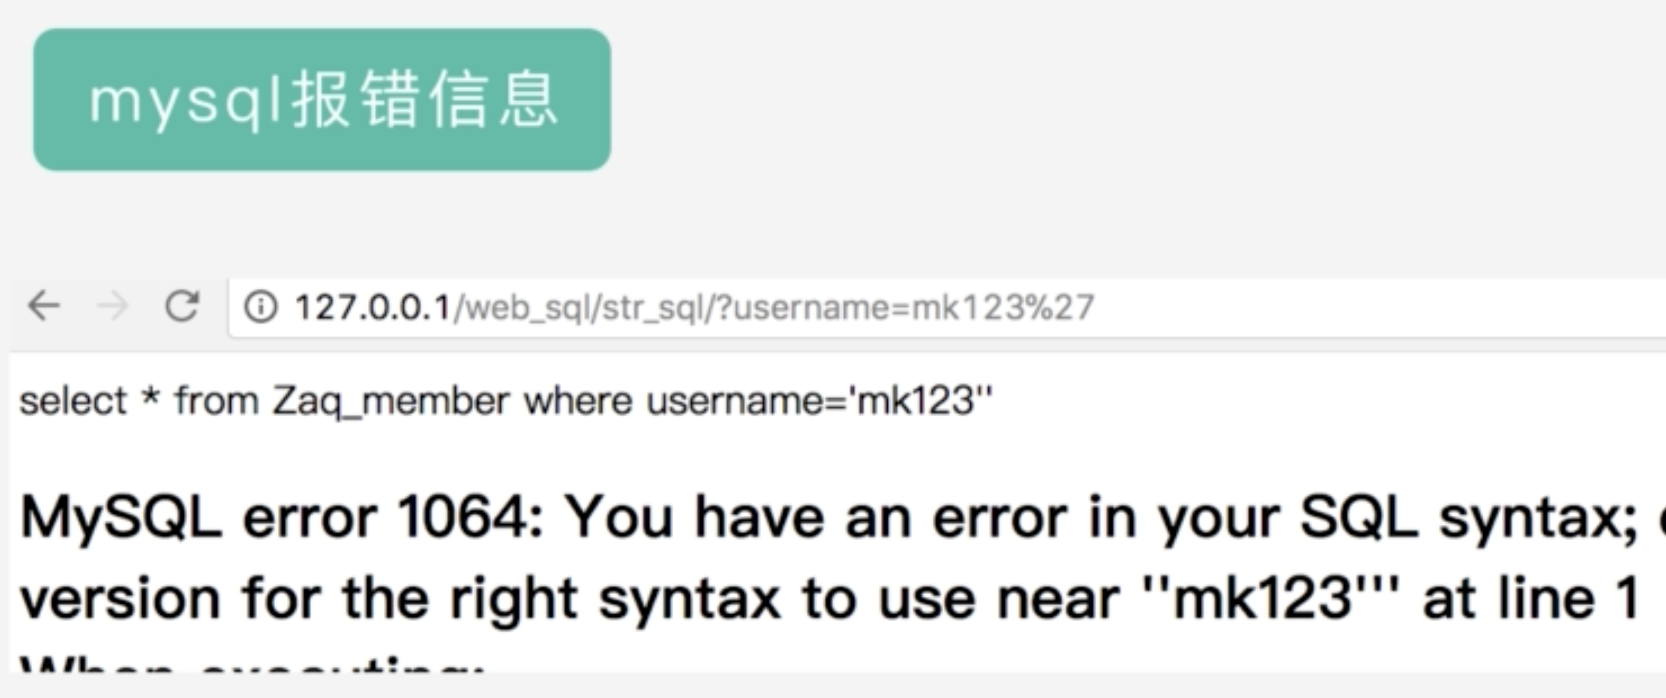 mysql报错信息
127.0.0.1/web_sql/str_sql/?username=mk123%27
select * from Zaq_member where username='mk123''
MySQL error 1064: You have an error in your SQL syntax;
version for the right syntax to use near ''mk123''' at line 1
When executing: